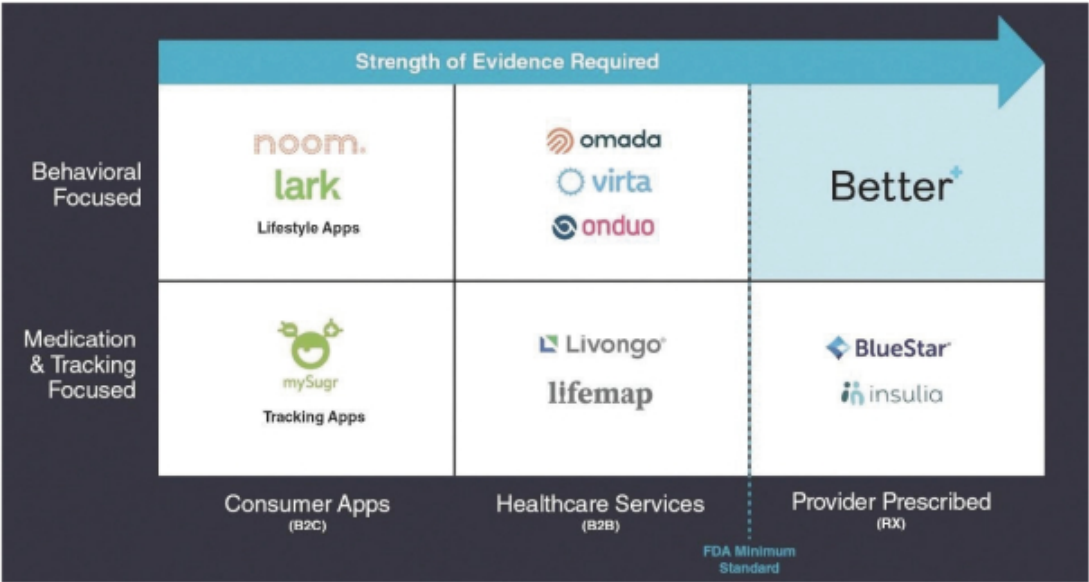 Strength of Evidence Required
Behavioral
Focused
noom.
lark
Lifestyle Apps
omada
virta
onduo
Better+
Medication
& Tracking
Focused
mySugr
Tracking Apps
Livongo®
lifemap
BlueStar®
insulia
Consumer Apps
(B2C)
Healthcare Services
(B2B)
Provider Prescribed
(RX)
FDA Minimum
Standard